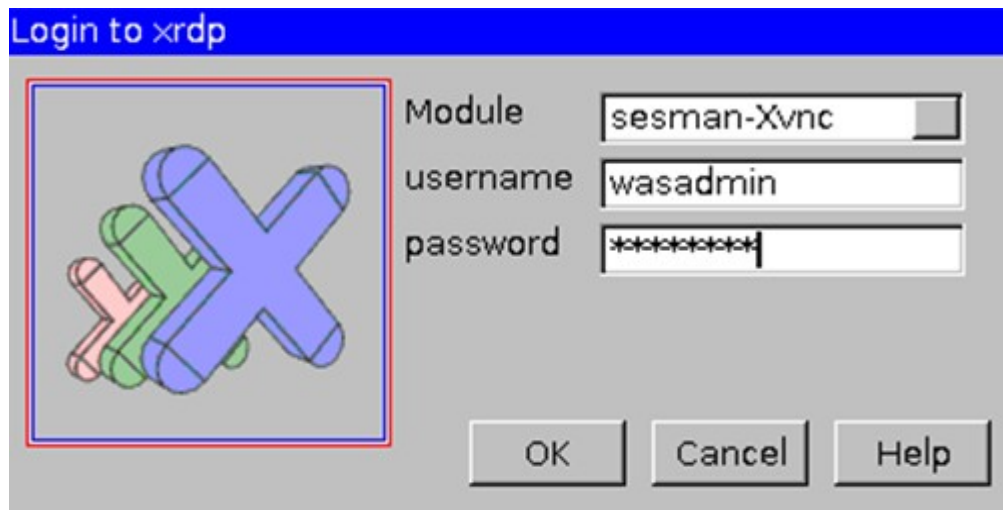 Login to xrdp
Module
sesman-Xvnc
username
wasadmin
password
********
OK
Cancel
Help